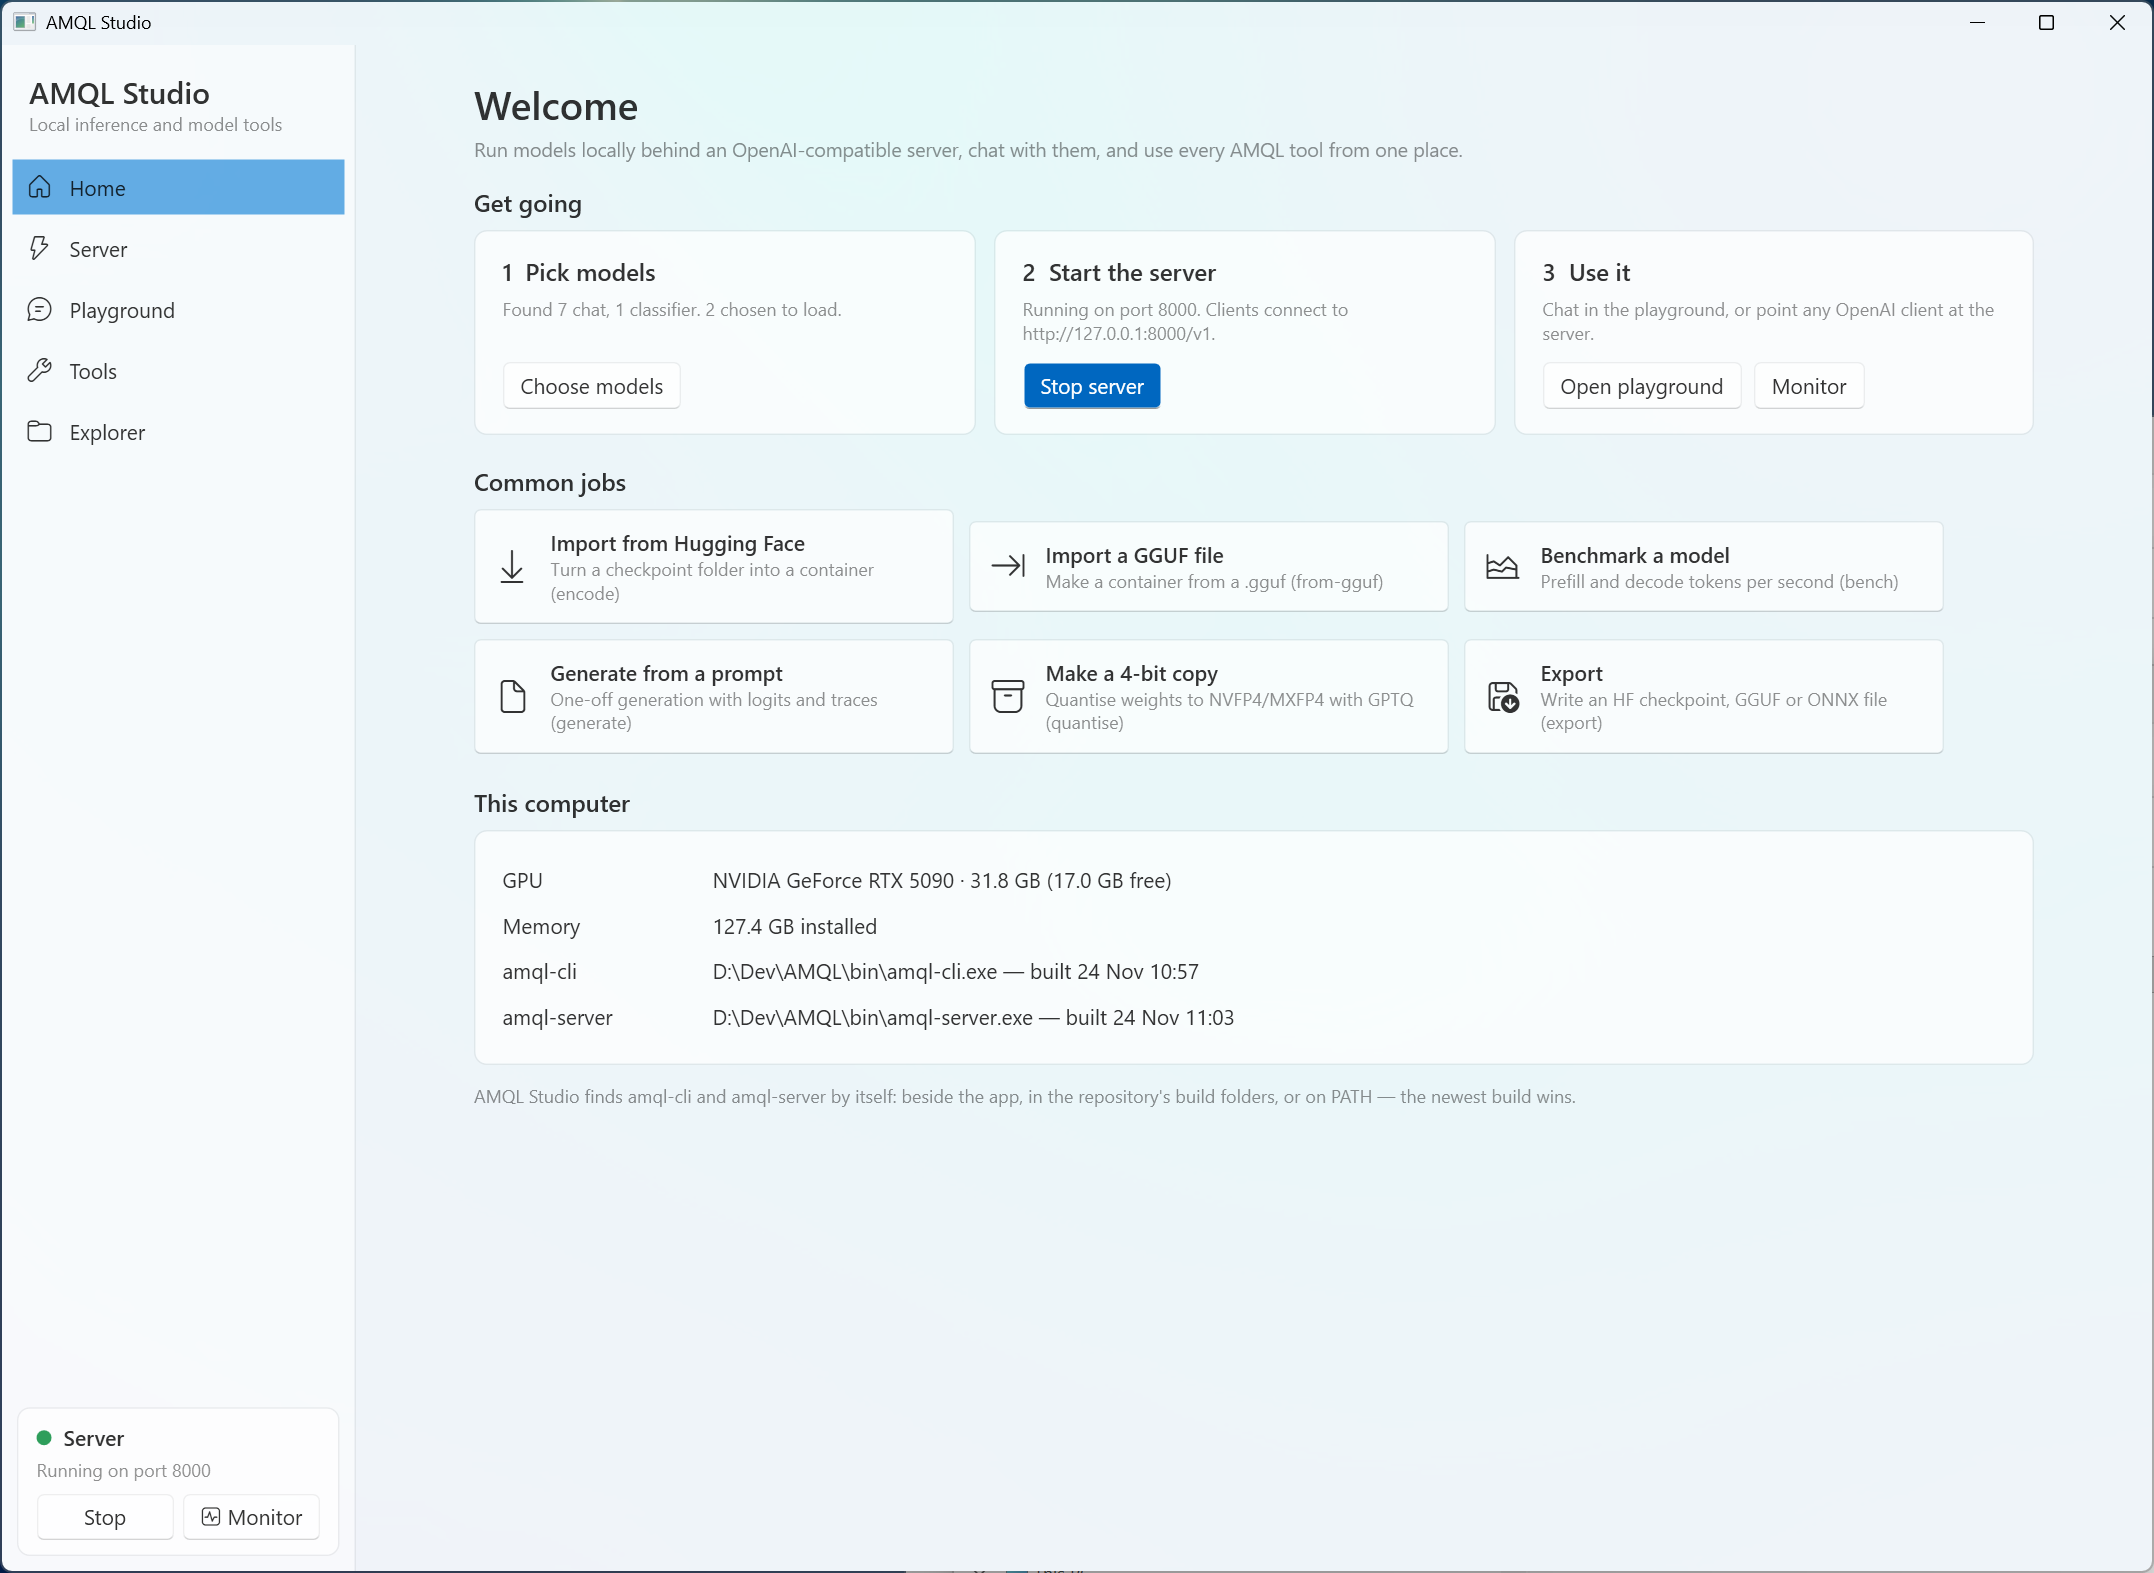 AMQL Studio
AMQL Studio
Local inference and model tools
Home
Server
Playground
Tools
Explorer
Server
Running on port 8000
Stop
Monitor
Welcome
Run models locally behind an OpenAI-compatible server, chat with them, and use every AMQL tool from one place.
Get going
1 Pick models
Found 7 chat, 1 classifier. 2 chosen to load.
Choose models
2 Start the server
Running on port 8000. Clients connect to
http://127.0.0.1:8000/v1.
Stop server
3 Use it
Chat in the playground, or point any OpenAI client at the
server.
Open playground
Monitor
Common jobs
Import from Hugging Face
Turn a checkpoint folder into a container
(encode)
Import a GGUF file
Make a container from a .gguf (from-gguf)
Benchmark a model
Prefill and decode tokens per second (bench)
Generate from a prompt
One-off generation with logits and traces
(generate)
Make a 4-bit copy
Quantise weights to NVFP4/MXFP4 with GPTQ
(quantise)
Export
Write an HF checkpoint, GGUF or ONNX file
(export)
This computer
GPU NVIDIA GeForce RTX 5090 · 31.8 GB (17.0 GB free)
Memory 127.4 GB installed
amql-cli D:\Dev\AMQL\bin\amql-cli.exe — built 24 Nov 10:57
amql-server D:\Dev\AMQL\bin\amql-server.exe — built 24 Nov 11:03
AMQL Studio finds amql-cli and amql-server by itself: beside the app, in the repository's build folders, or on PATH — the newest build wins.